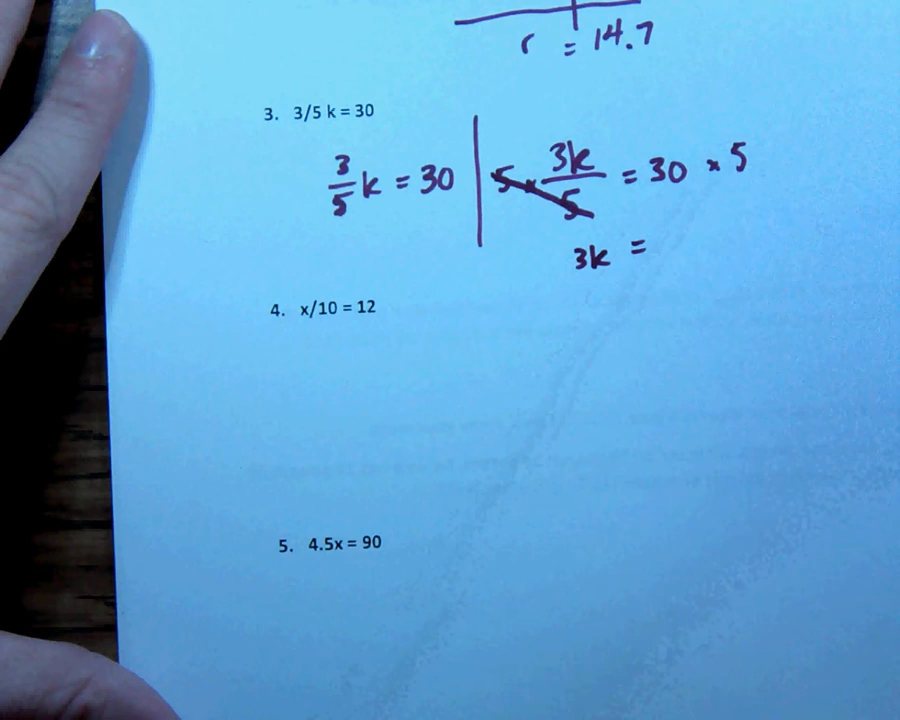 r = 14.7
3. 3/5 k = 30
3/5 k = 30 | 5 × 3k/5 = 30 × 5
3k =
4. x/10 = 12
5. 4.5x = 90